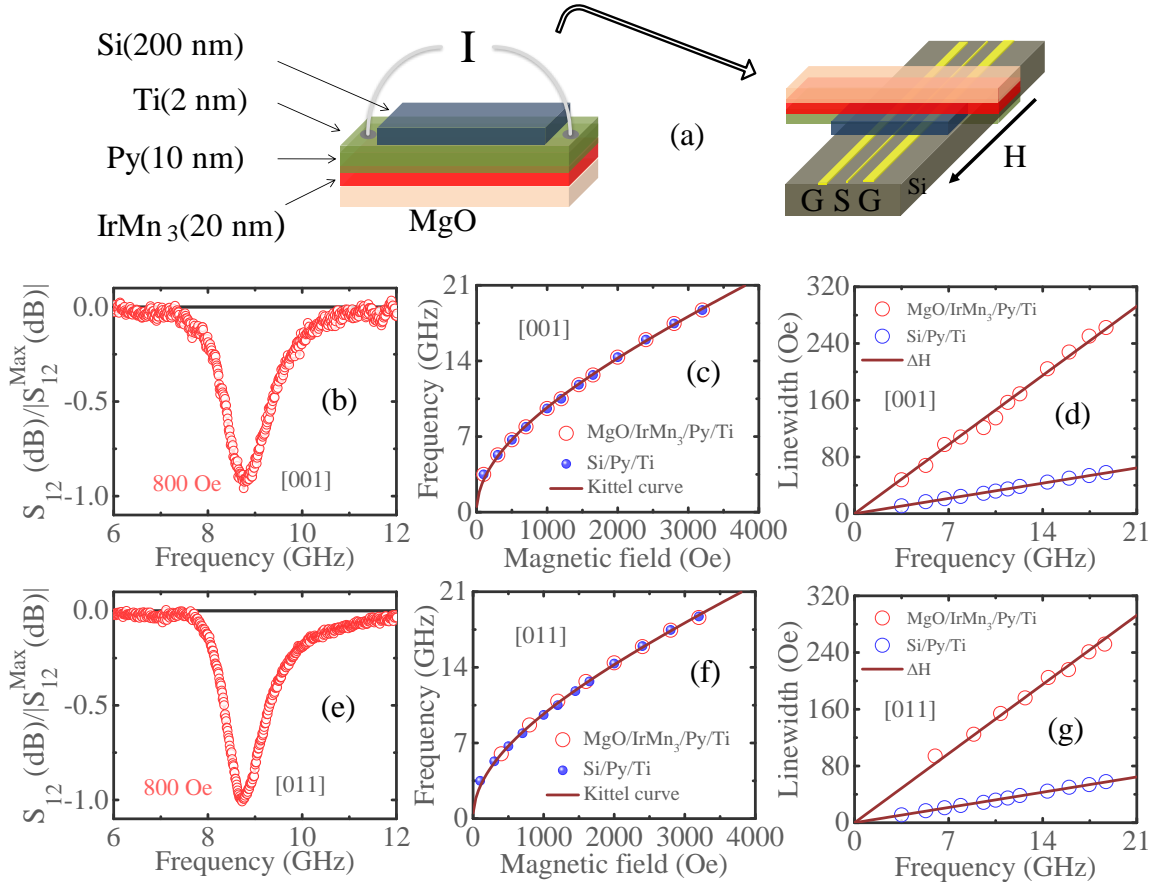 Si(200 nm)
Ti(2 nm)
Py(10 nm)
IrMn3(20 nm)
I
MgO
(a)
H
Si
G S G
S12 (dB)/|S12^Max (dB)|
0.0
-0.5
-1.0
(b)
800 Oe
[001]
6 8 10 12
Frequency (GHz)
Frequency (GHz)
21
14
7
0
[001]
(c)
MgO/IrMn3/Py/Ti
Si/Py/Ti
Kittel curve
0 1000 2000 3000 4000
Magnetic field (Oe)
Linewidth (Oe)
320
240
160
80
0
MgO/IrMn3/Py/Ti
Si/Py/Ti
ΔH
[001]
(d)
0 7 14 21
Frequency (GHz)
S12 (dB)/|S12^Max (dB)|
0.0
-0.5
-1.0
(e)
800 Oe
[011]
6 8 10 12
Frequency (GHz)
Frequency (GHz)
21
14
7
0
[011]
(f)
MgO/IrMn3/Py/Ti
Si/Py/Ti
Kittel curve
0 1000 2000 3000 4000
Magnetic field (Oe)
Linewidth (Oe)
320
240
160
80
0
MgO/IrMn3/Py/Ti
Si/Py/Ti
ΔH
[011]
(g)
0 7 14 21
Frequency (GHz)